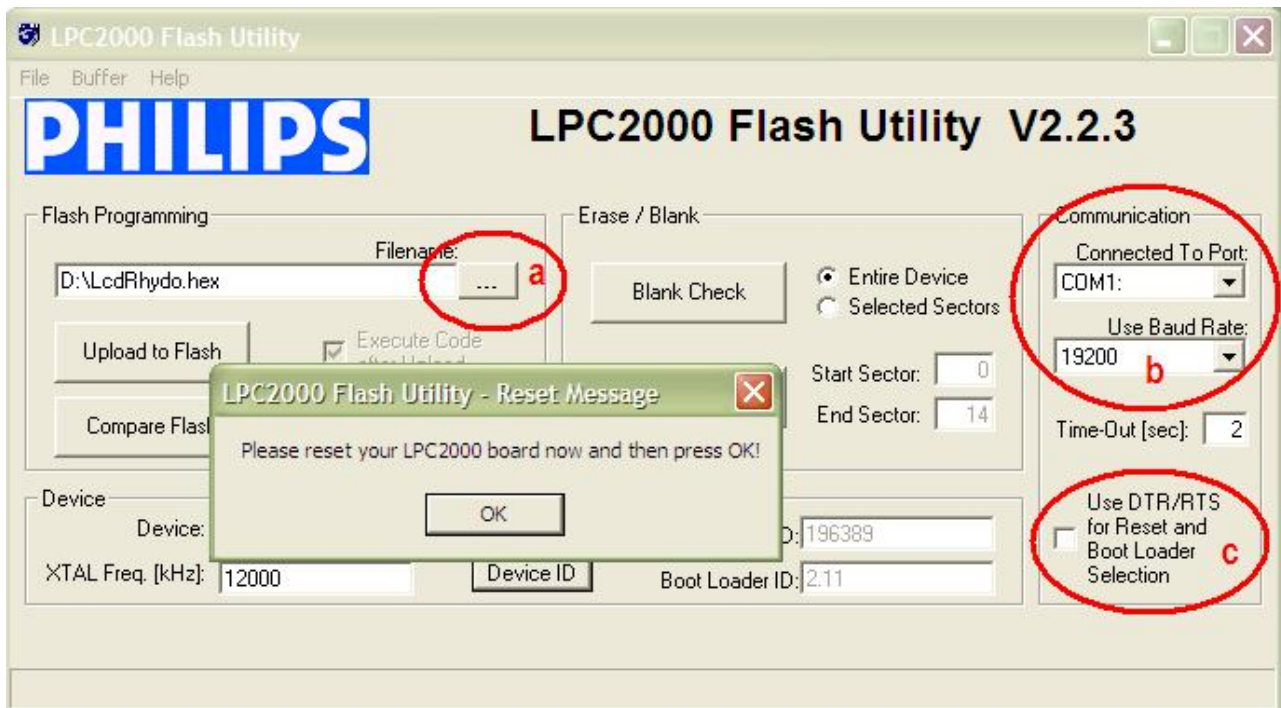 LPC2000 Flash Utility
File Buffer Help
PHILIPS
LPC2000 Flash Utility V2.2.3
Flash Programming
Filename:
D:\LcdRhydo.hex
...
a
Upload to Flash
Execute Code
after Upload
Compare Flash
Erase / Blank
Blank Check
Entire Device
Selected Sectors
Start Sector: 0
End Sector: 14
Communication
Connected To Port:
COM1:
Use Baud Rate:
19200
b
Time-Out [sec]: 2
Use DTR/RTS
for Reset and
Boot Loader
Selection
c
LPC2000 Flash Utility - Reset Message
Please reset your LPC2000 board now and then press OK!
OK
Device
Device:
XTAL Freq. [kHz]: 12000
Device ID
D: 196389
Boot Loader ID: 2.11